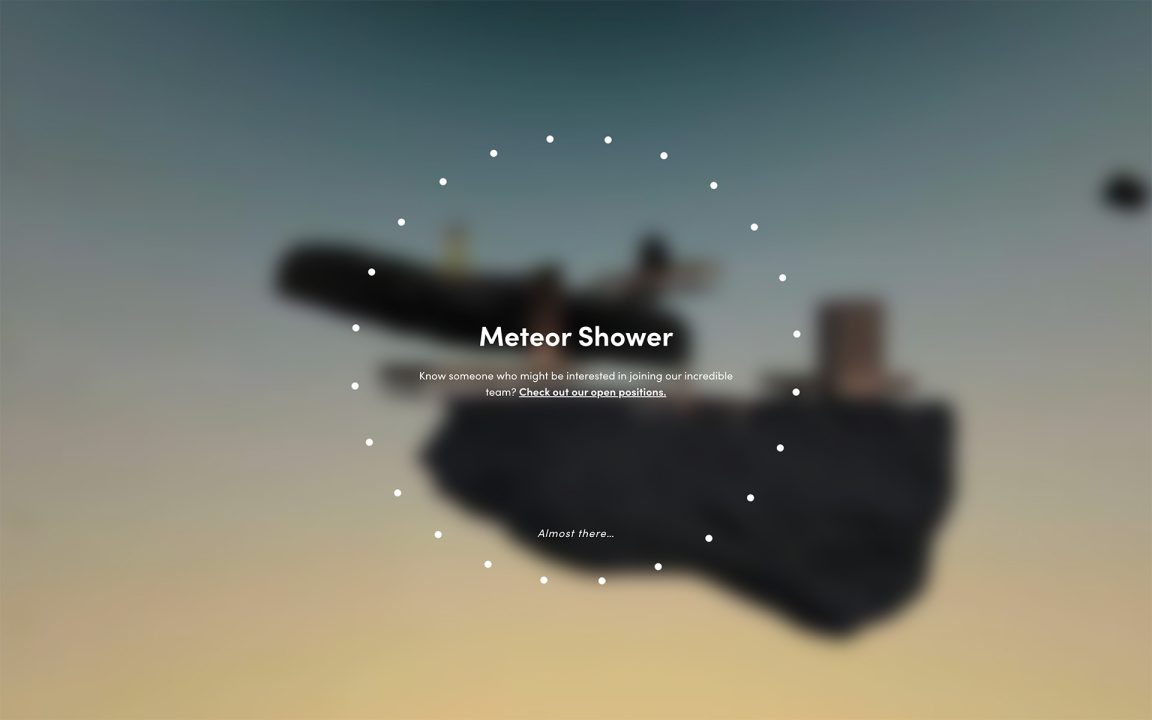 Meteor Shower
Know someone who might be interested in joining our incredible
team? Check out our open positions.
Almost there...